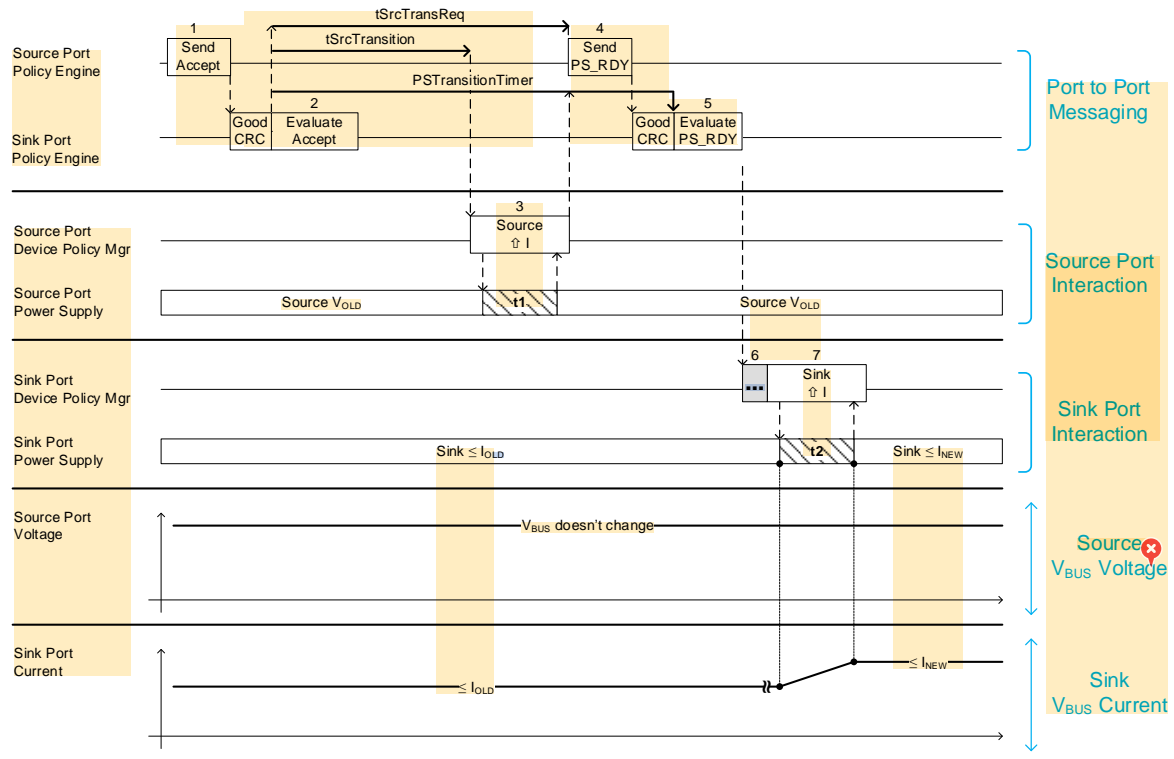 tSrcTransReq
1
4
tSrcTransition
Source Port
Policy Engine
Send
Accept
Send
PS_RDY
PSTransitionTimer
Port to Port
Messaging
2
5
Sink Port
Policy Engine
Good
CRC
Evaluate
Accept
Good
CRC
Evaluate
PS_RDY
3
Source Port
Device Policy Mgr
Source
⇧ I
Source Port
Interaction
Source Port
Power Supply
Source VOLD
t1
Source VOLD
6
7
Sink Port
Device Policy Mgr
...
Sink
⇧ I
Sink Port
Interaction
Sink Port
Power Supply
Sink ≤ IOLD
t2
Sink ≤ INEW
Source Port
Voltage
VBUS doesn't change
Source
VBUS Voltage
Sink Port
Current
≤ IOLD
≤ INEW
Sink
VBUS Current